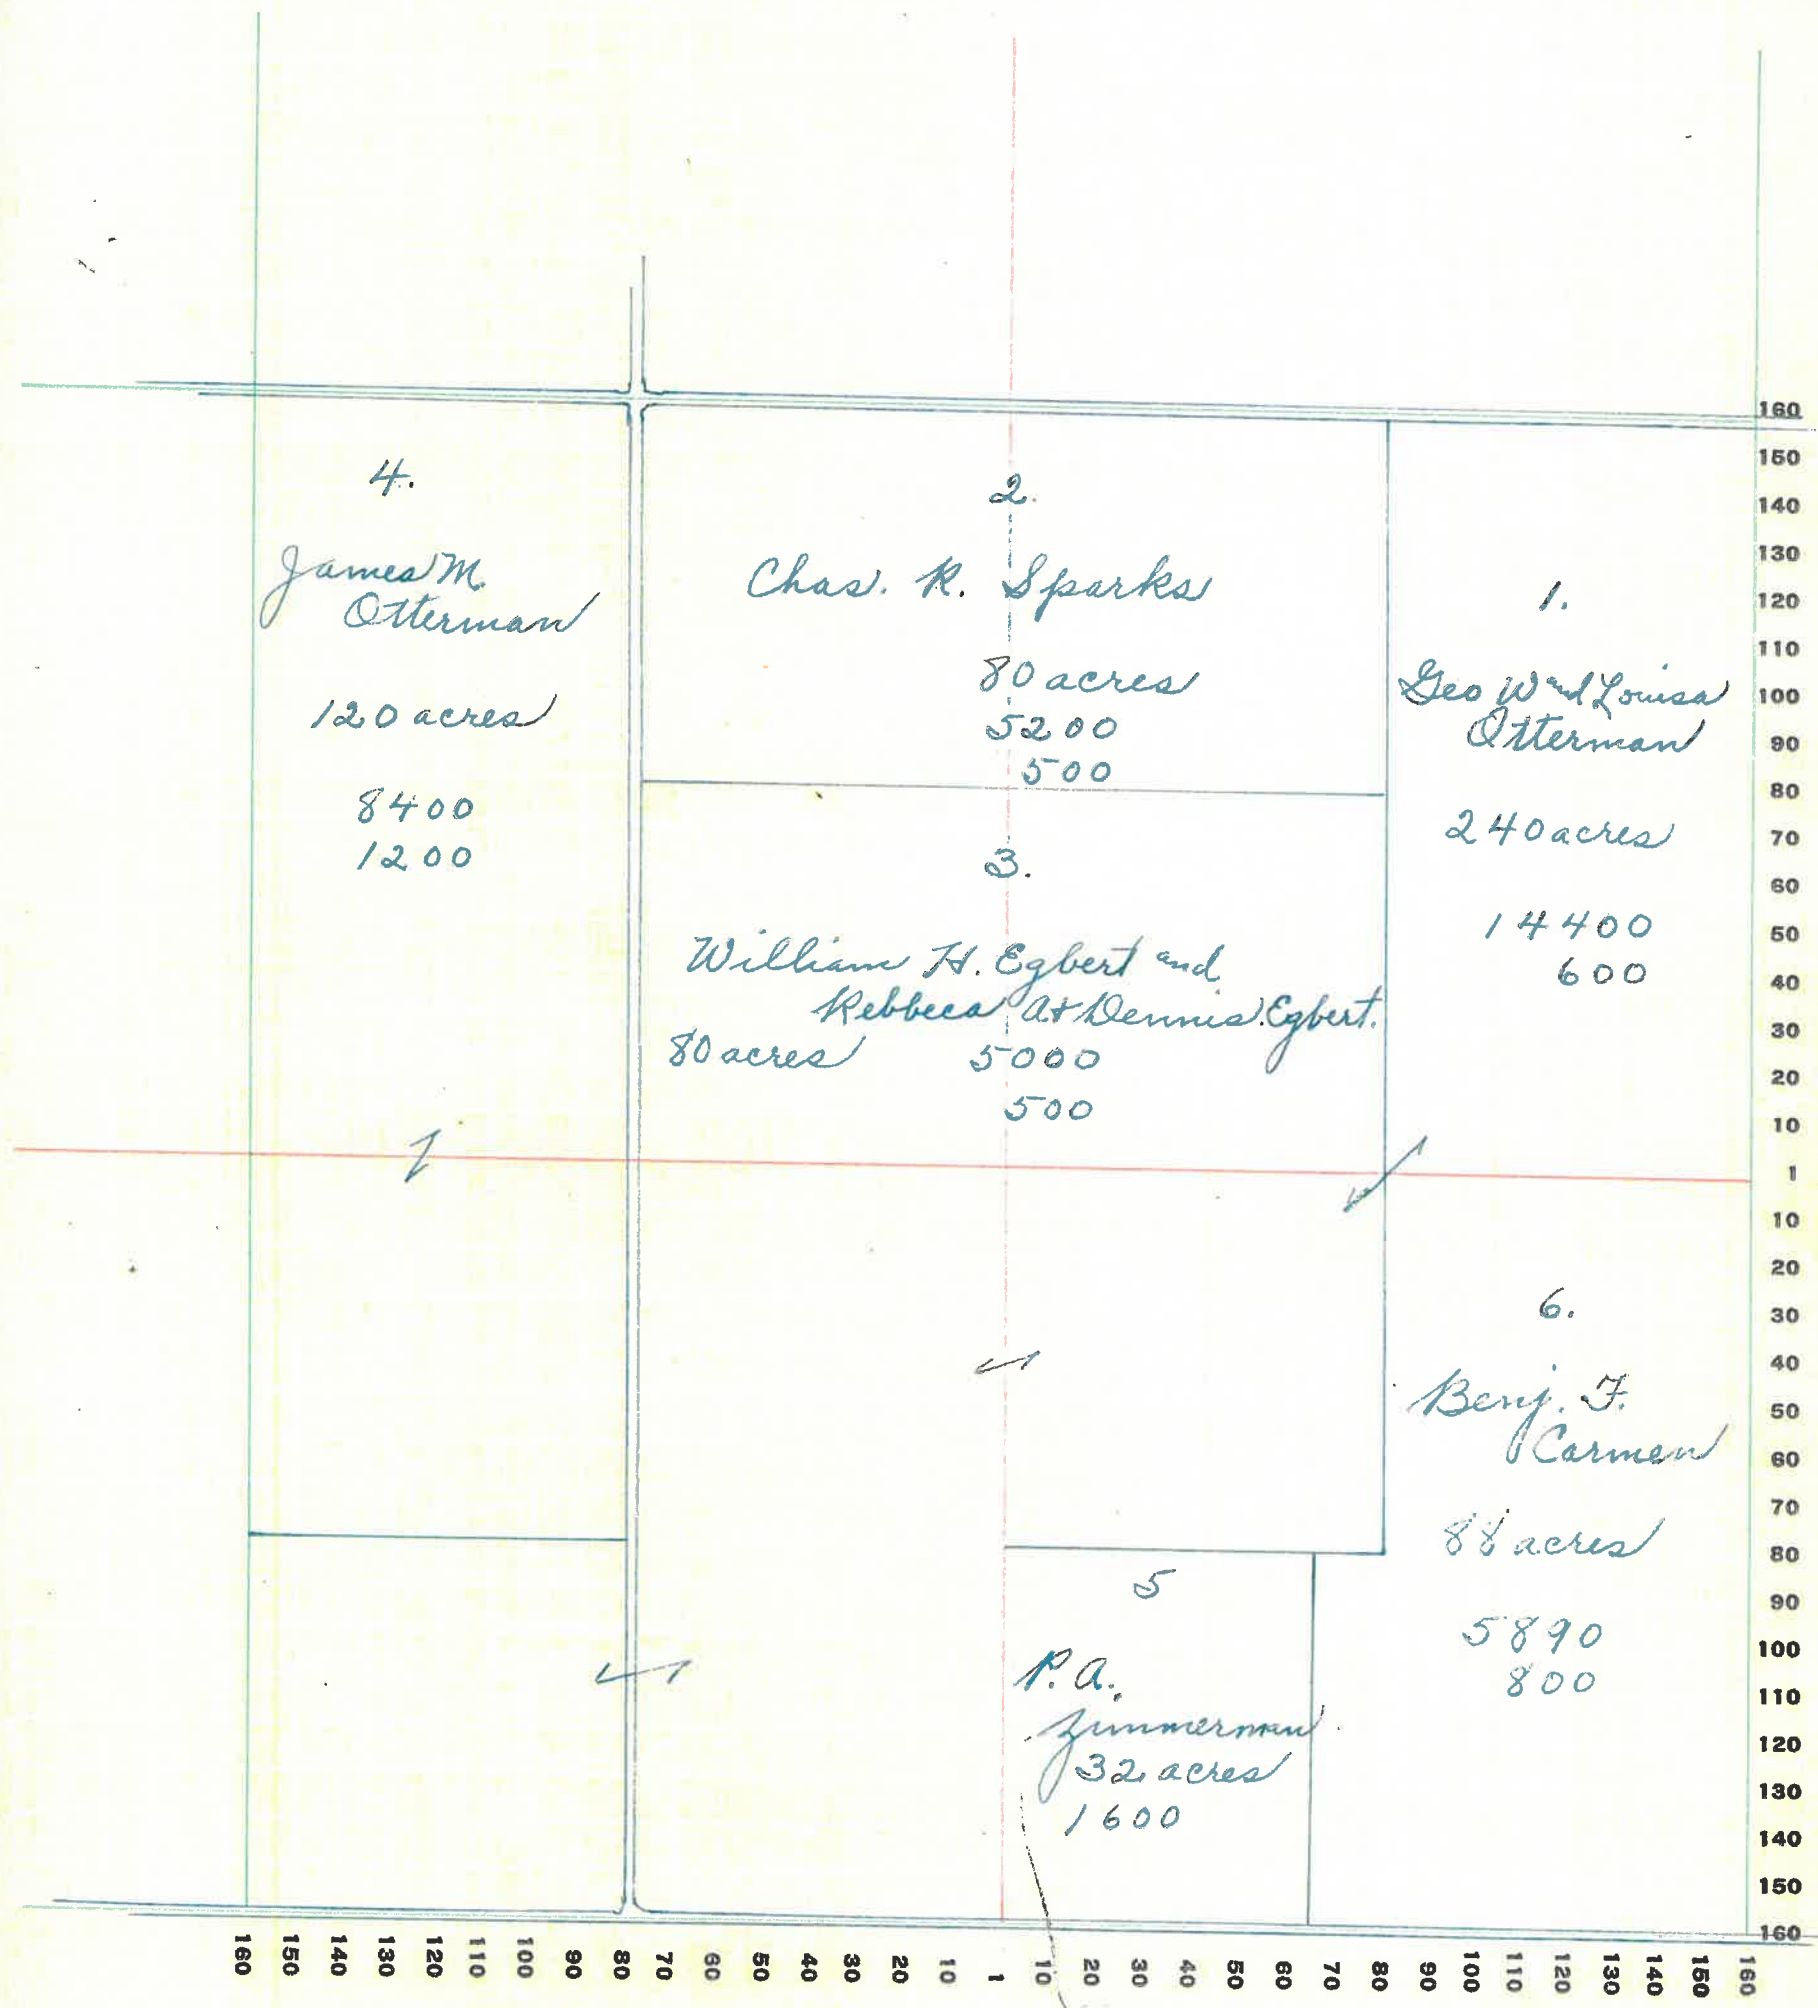 4.
James M.
Otterman
120 acres
8400
1200
2.
Chas. R. Sparks
80 acres
5200
500
1.
Geo W and Louisa
Otterman
240 acres
14400
600
3.
William H. Egbert and
Rebbeca A + Dennis. Egbert.
80 acres 5000
500
6.
Benj. F.
Carmen
88 acres
5890
800
5
P. A.
Zimmerman
32 acres
1600
160
150
140
130
120
110
100
90
80
70
60
50
40
30
20
10
1
10
20
30
40
50
60
70
80
90
100
110
120
130
140
150
160
160 150 140 130 120 110 100 90 80 70 60 50 40 30 20 10 1 10 20 30 40 50 60 70 80 90 100 110 120 130 140 150 160